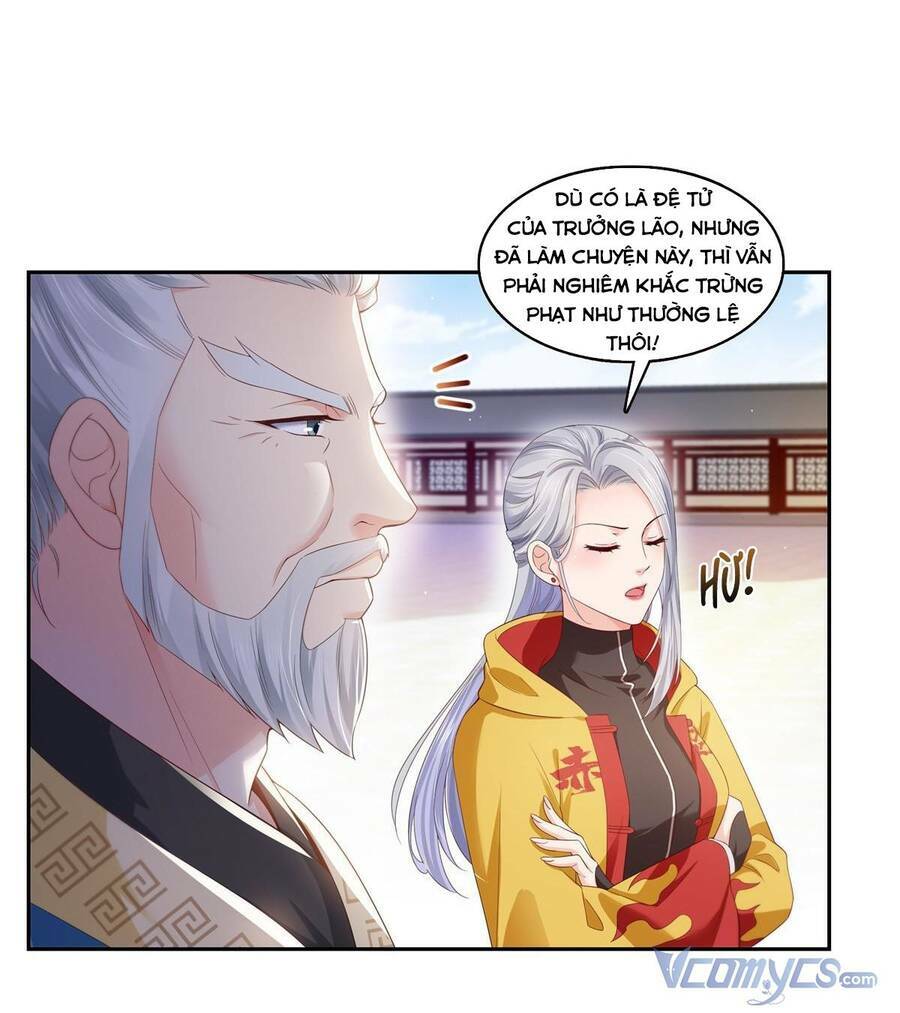 DÙ CÓ LÀ ĐỆ TỬ
CỦA TRƯỞNG LÃO, NHƯNG
ĐÃ LÀM CHUYỆN NÀY, THÌ VẪN
PHẢI NGHIÊM KHẮC TRỪNG
PHẠT NHƯ THƯỜNG LỆ
THÔI!
HỪ!
赤
VCOMYCS.com